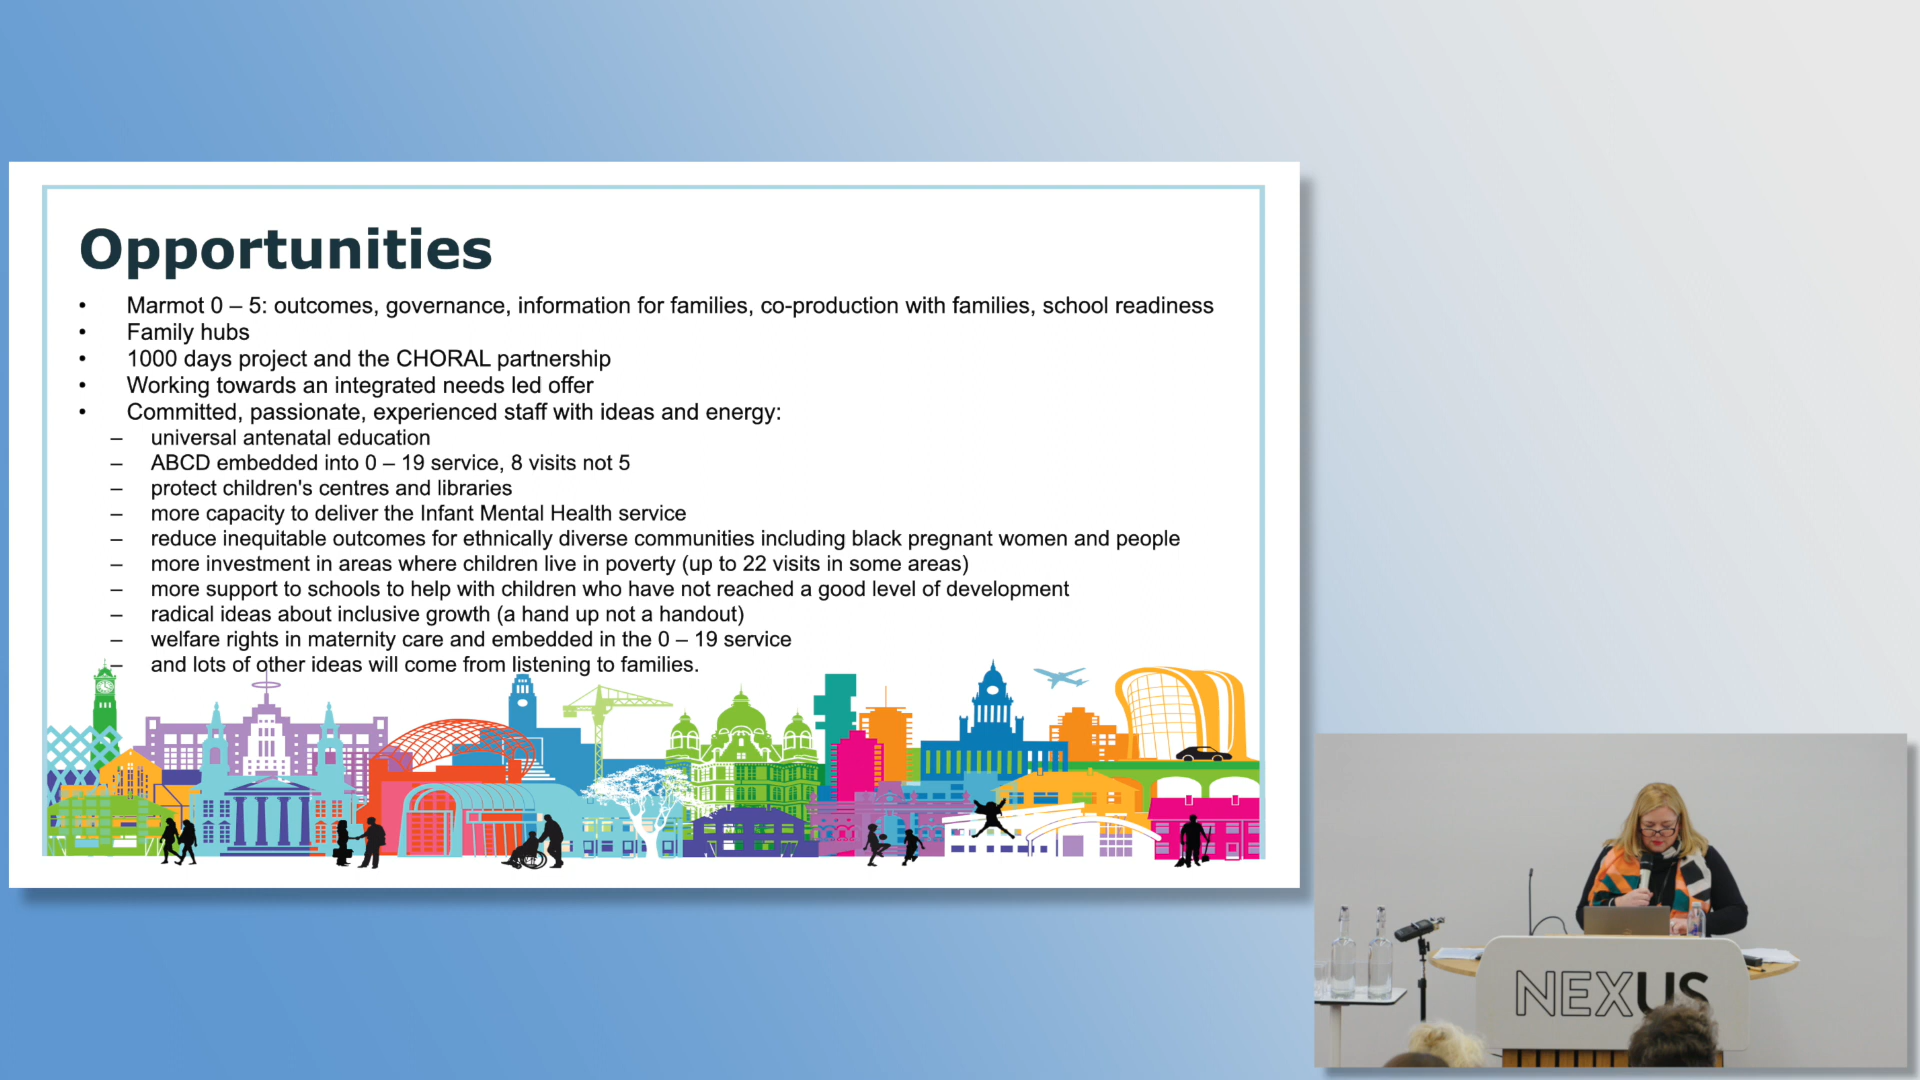 Opportunities
• Marmot 0 – 5: outcomes, governance, information for families, co-production with families, school readiness
• Family hubs
• 1000 days project and the CHORAL partnership
• Working towards an integrated needs led offer
• Committed, passionate, experienced staff with ideas and energy:
– universal antenatal education
– ABCD embedded into 0 – 19 service, 8 visits not 5
– protect children's centres and libraries
– more capacity to deliver the Infant Mental Health service
– reduce inequitable outcomes for ethnically diverse communities including black pregnant women and people
– more investment in areas where children live in poverty (up to 22 visits in some areas)
– more support to schools to help with children who have not reached a good level of development
– radical ideas about inclusive growth (a hand up not a handout)
– welfare rights in maternity care and embedded in the 0 – 19 service
– and lots of other ideas will come from listening to families.
NEXUS